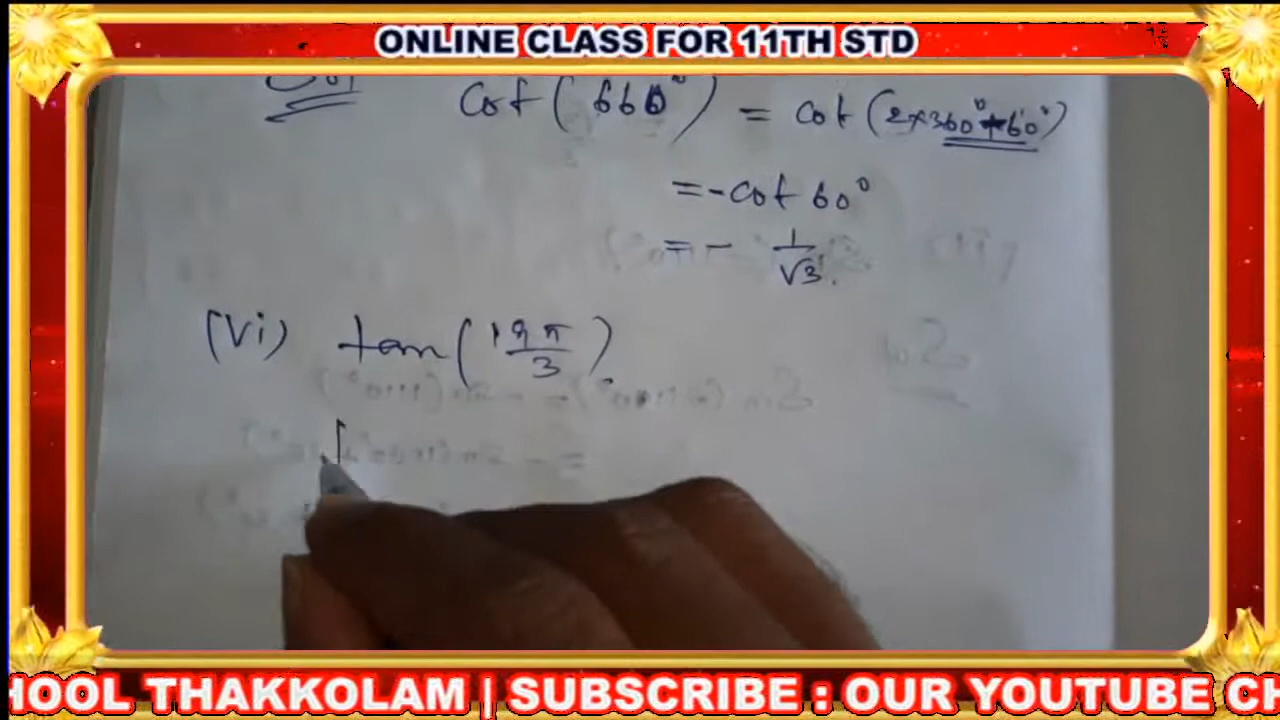 ONLINE CLASS FOR 11TH STD
cot (660°) = cot (2×360°-60°)
= -cot 60°
= - 1/√3
(Vi) tan (19π/3)
HOOL THAKKOLAM | SUBSCRIBE : OUR YOUTUBE CH